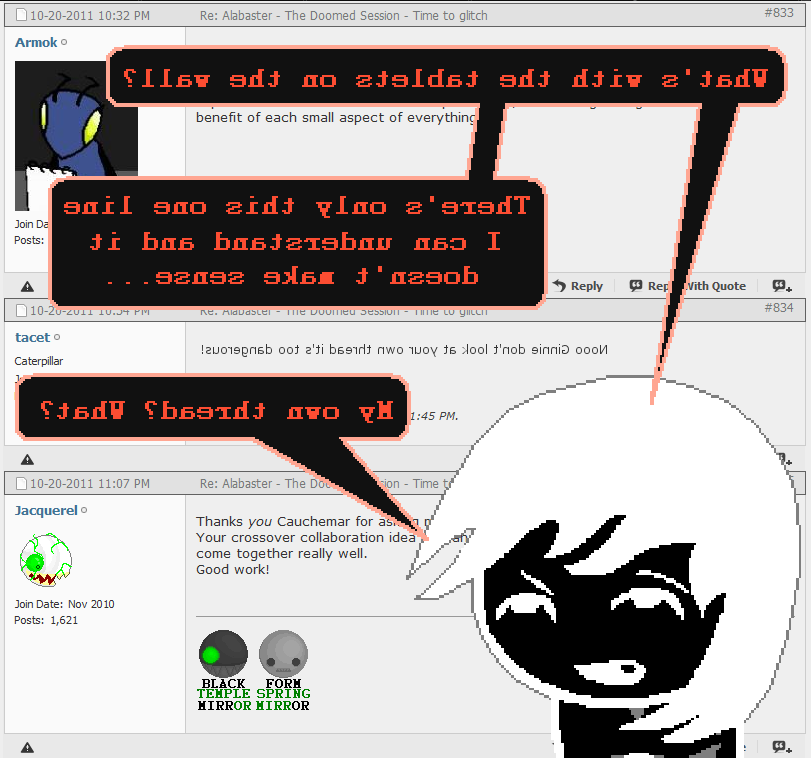 10-20-2011 10:32 PM Re: Alabaster - The Doomed Session - Time to glitch #833
Armok
What's with the tablets on the wall?
benefit of each small aspect of everything
There's only this one line
I can understand and it
doesn't make sense...
Join Da
Posts:
Reply With Quote
Reply
10-20-2011 10:54 PM Re: Alabaster - The Doomed Session - Time to glitch #834
tacet
Caterpillar
Nooo Ginnie don't look at your own thread it's too dangerous!
My own thread? What?
1:45 PM.
10-20-2011 11:07 PM Re: Alabaster - The Doomed Session - Time t
Jacquerel
Thanks you Cauchemar for as
Your crossover collaboration idea
come together really well.
Good work!
Join Date: Nov 2010
Posts: 1,621
BLACK
TEMPLE
MIRROR
FORM
SPRING
MIRROR